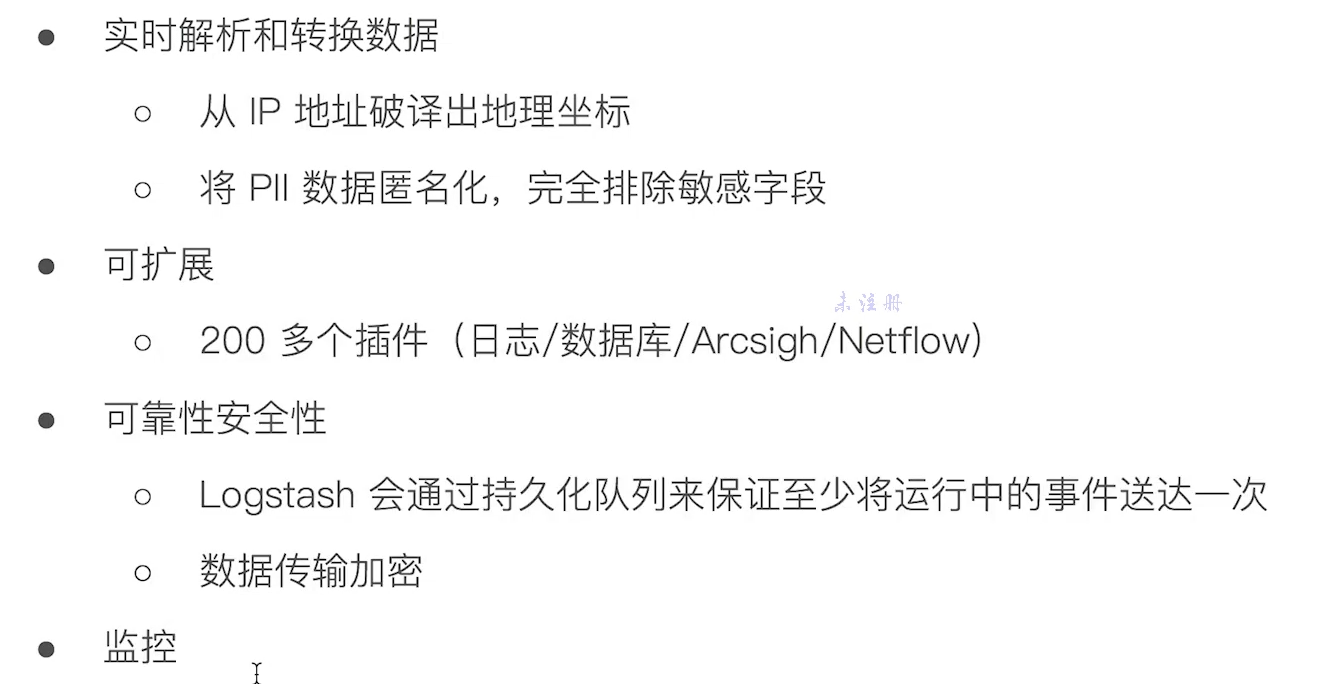 ● 实时解析和转换数据
○ 从 IP 地址破译出地理坐标
○ 将 PII 数据匿名化，完全排除敏感字段
● 可扩展
未注册
○ 200 多个插件（日志/数据库/Arcsigh/Netflow）
● 可靠性安全性
○ Logstash 会通过持久化队列来保证至少将运行中的事件送达一次
○ 数据传输加密
● 监控